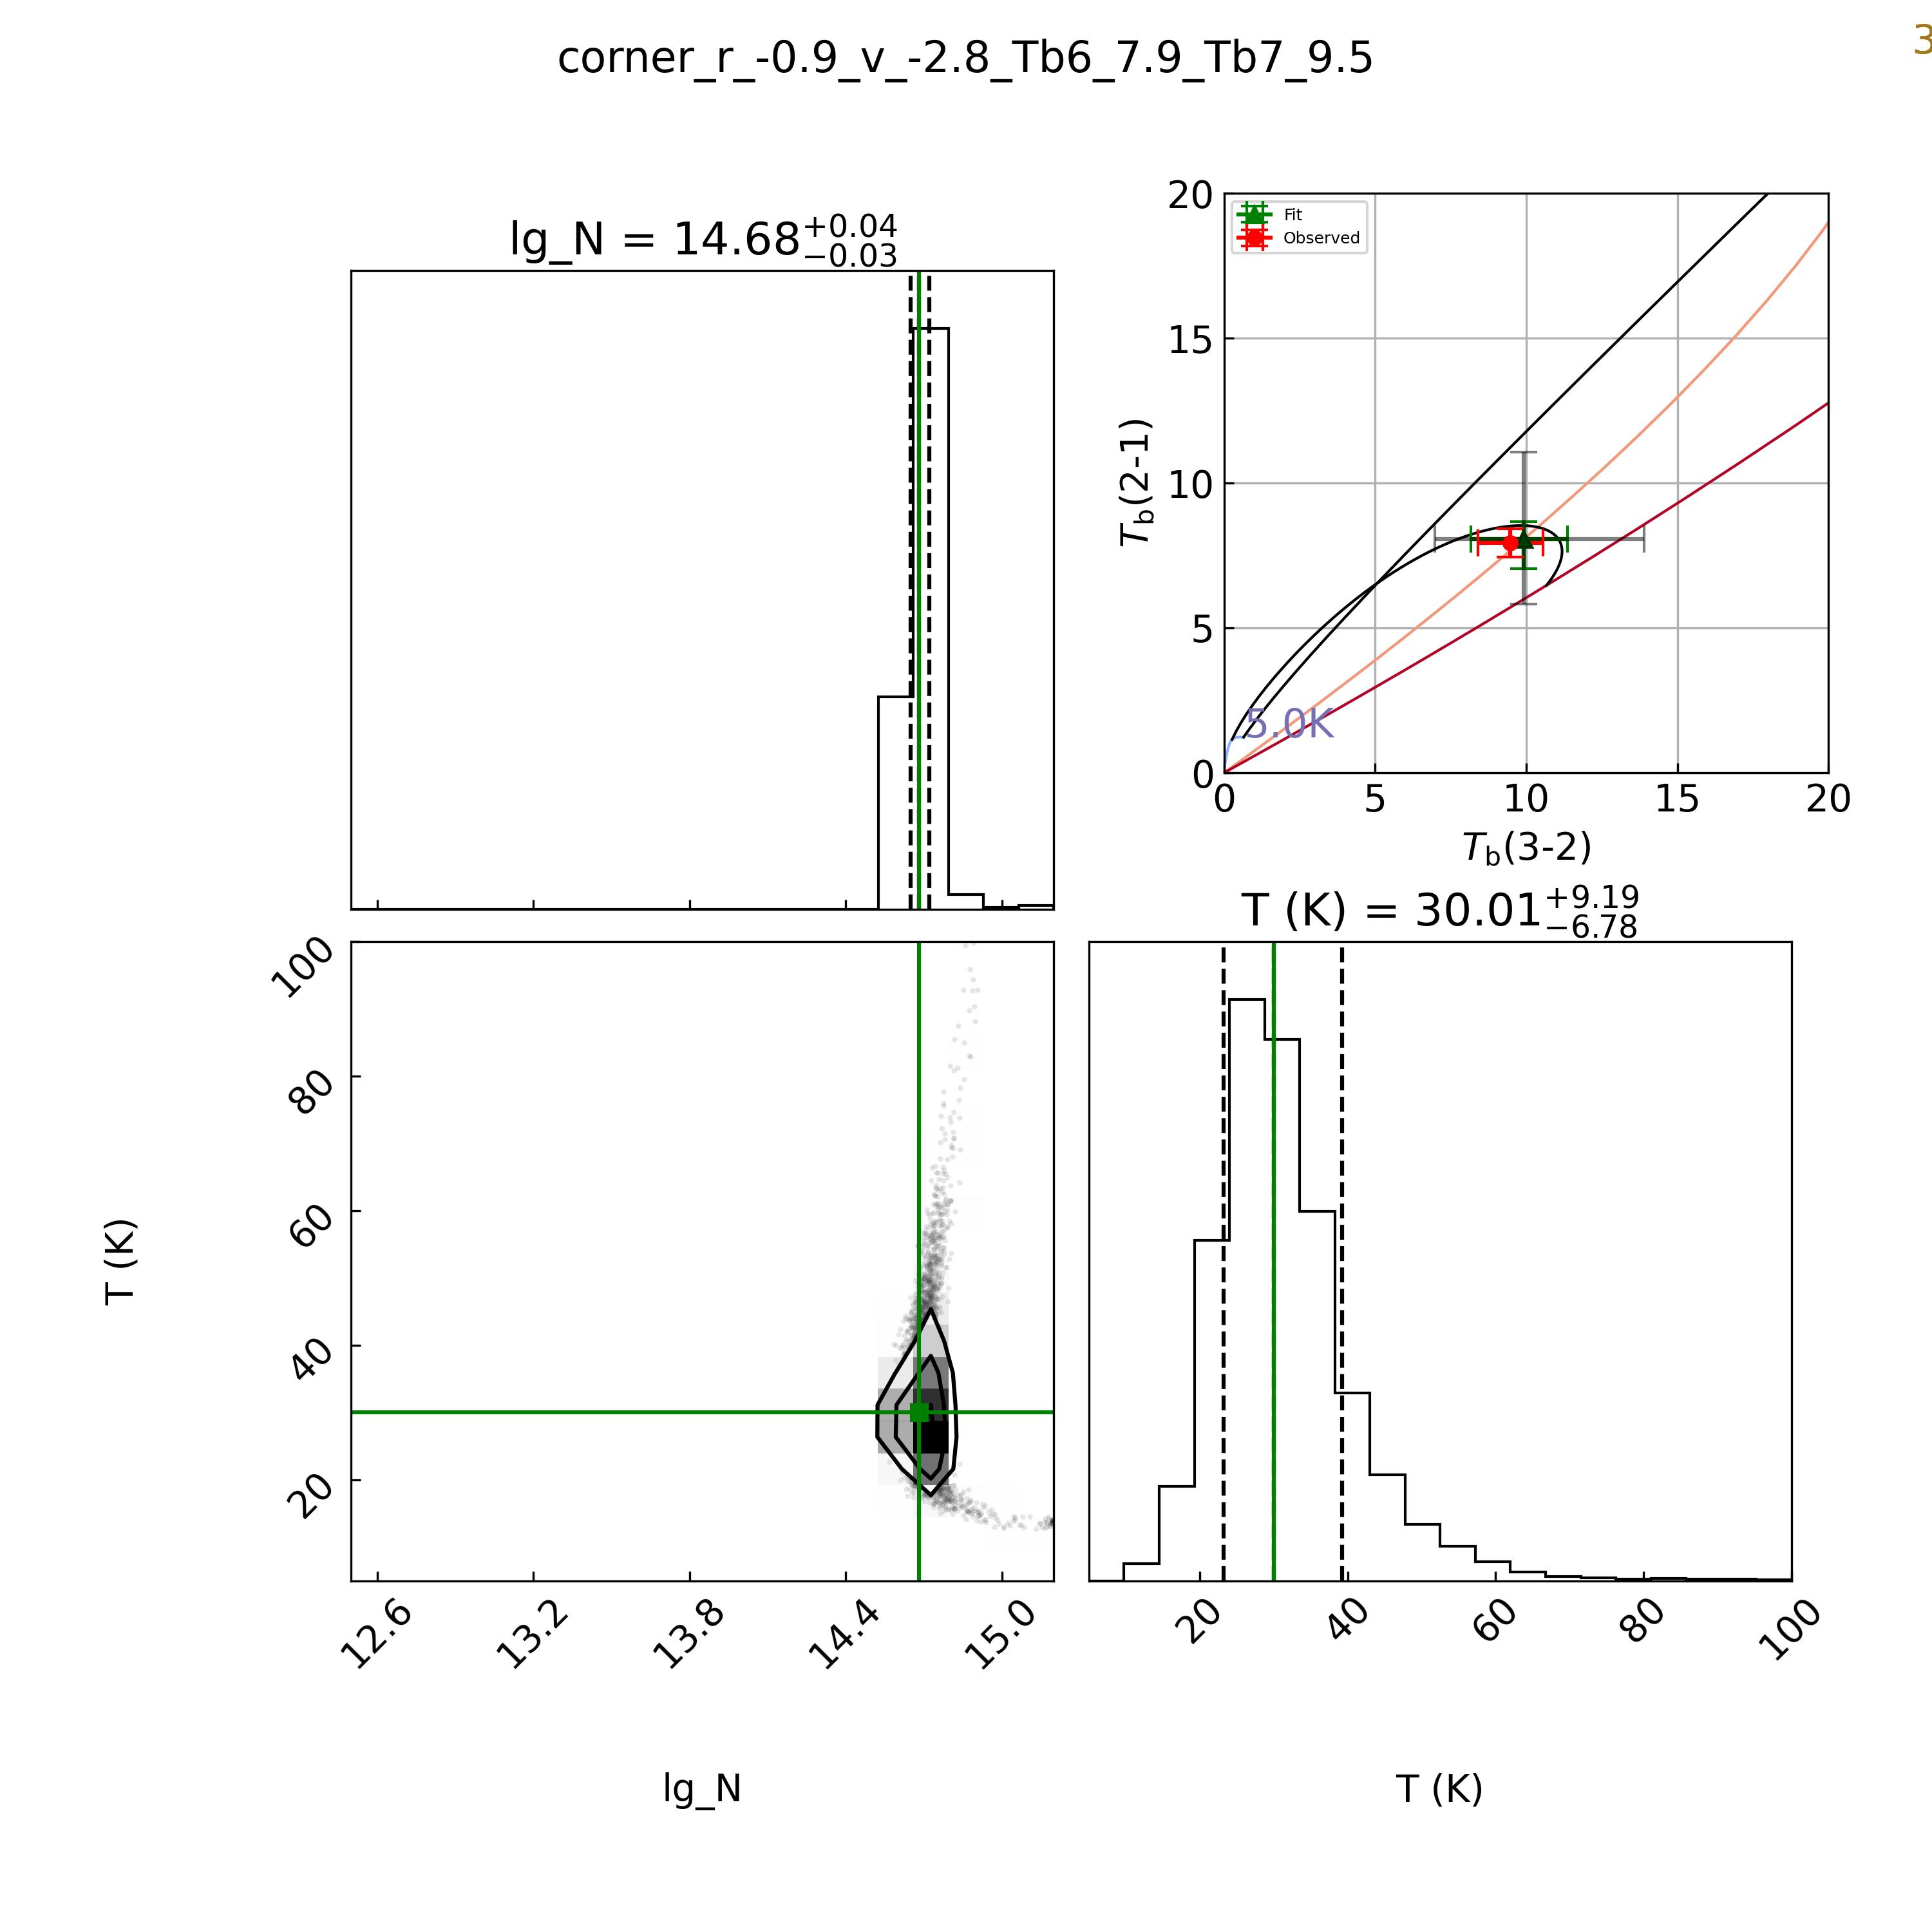 corner_r_-0.9_v_-2.8_Tb6_7.9_Tb7_9.5
3
lg_N = 14.68+0.04−0.03
20
15
10
5
0
Fit
Observed
Tb(2-1)
5.0K
0 5 10 15 20
Tb(3-2)
T (K) = 30.01+9.19−6.78
100
80
60
40
20
T (K)
12.6 13.2 13.8 14.4 15.0
20 40 60 80 100
lg_N
T (K)